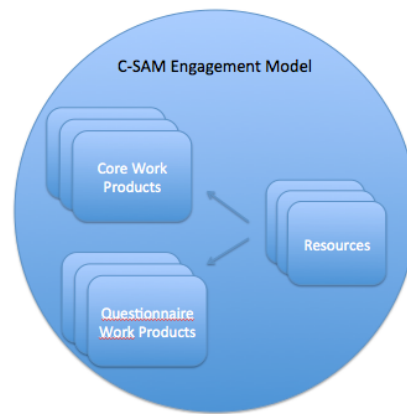 C-SAM Engagement Model
Core Work
Products
Resources
Questionnaire
Work Products